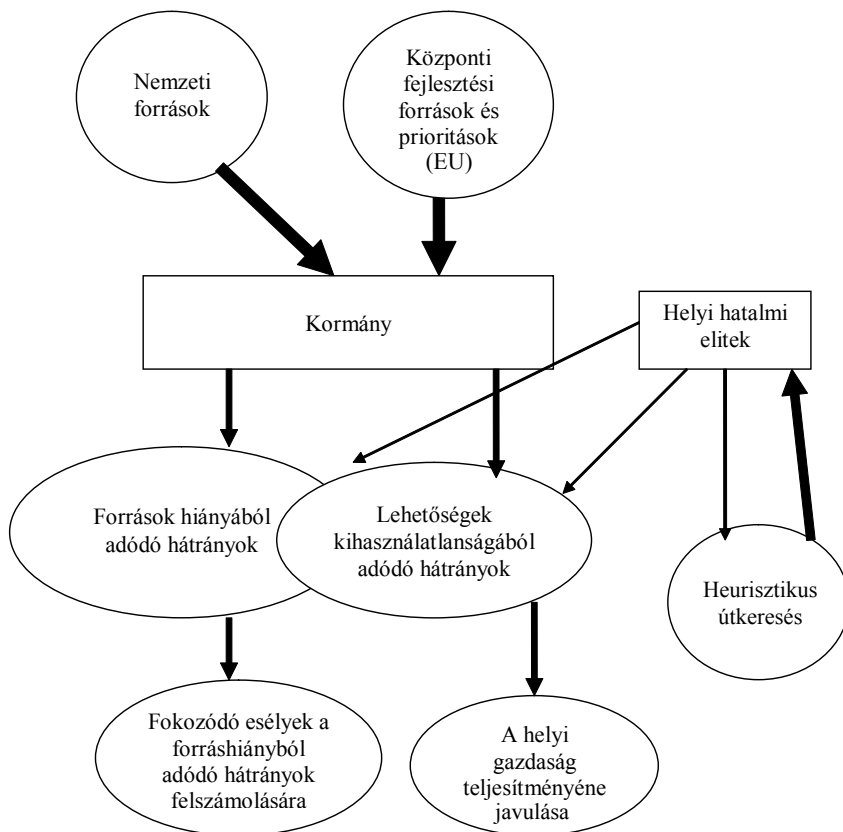 Nemzeti
források
Központi
fejlesztési
források és
prioritások
(EU)
Kormány
Helyi hatalmi
elitek
Források hiányából
adódó hátrányok
Lehetőségek
kihasználatlanságából
adódó hátrányok
Heurisztikus
útkeresés
Fokozódó esélyek a
forráshiányból
adódó hátrányok
felszámolására
A helyi
gazdaság
teljesítményéne
javulása